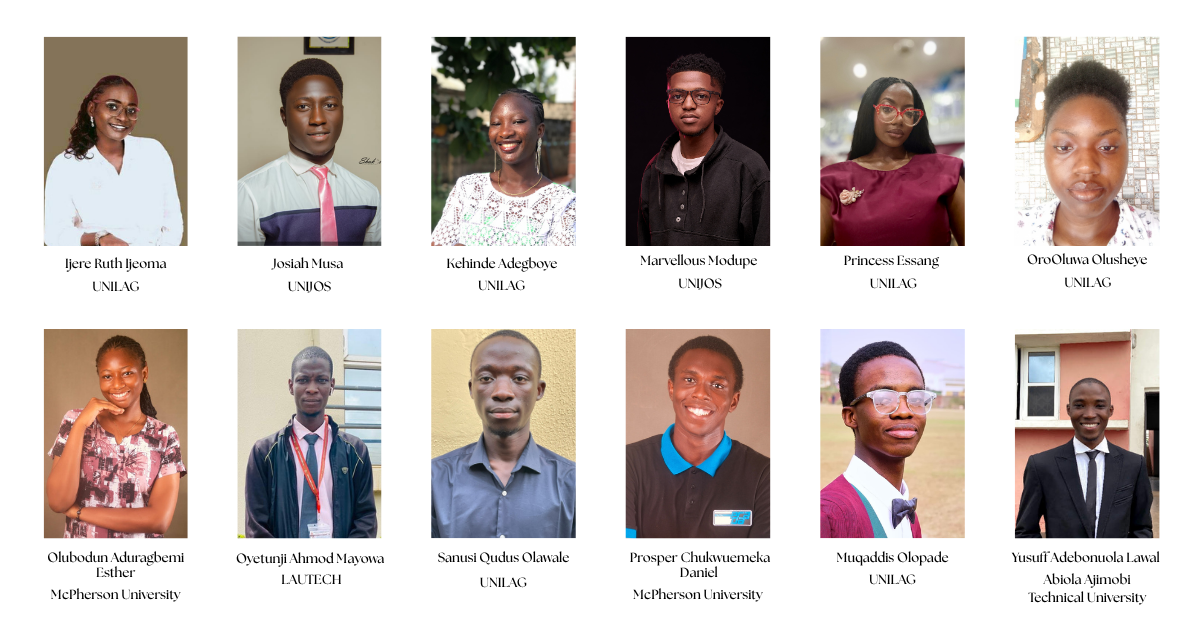 Ijere Ruth Ijeoma
UNILAG
Josiah Musa
UNIJOS
Kehinde Adegboye
UNILAG
Marvellous Modupe
UNIJOS
Princess Essang
UNILAG
OroOluwa Olusheye
UNILAG
Olubodun Aduragbemi
Esther
McPherson University
Oyetunji Ahmod Mayowa
LAUTECH
Sanusi Qudus Olawale
UNILAG
Prosper Chukwuemeka
Daniel
McPherson University
Muqaddis Olopade
UNILAG
Yusuff Adebonuola Lawal
Abiola Ajimobi
Technical University